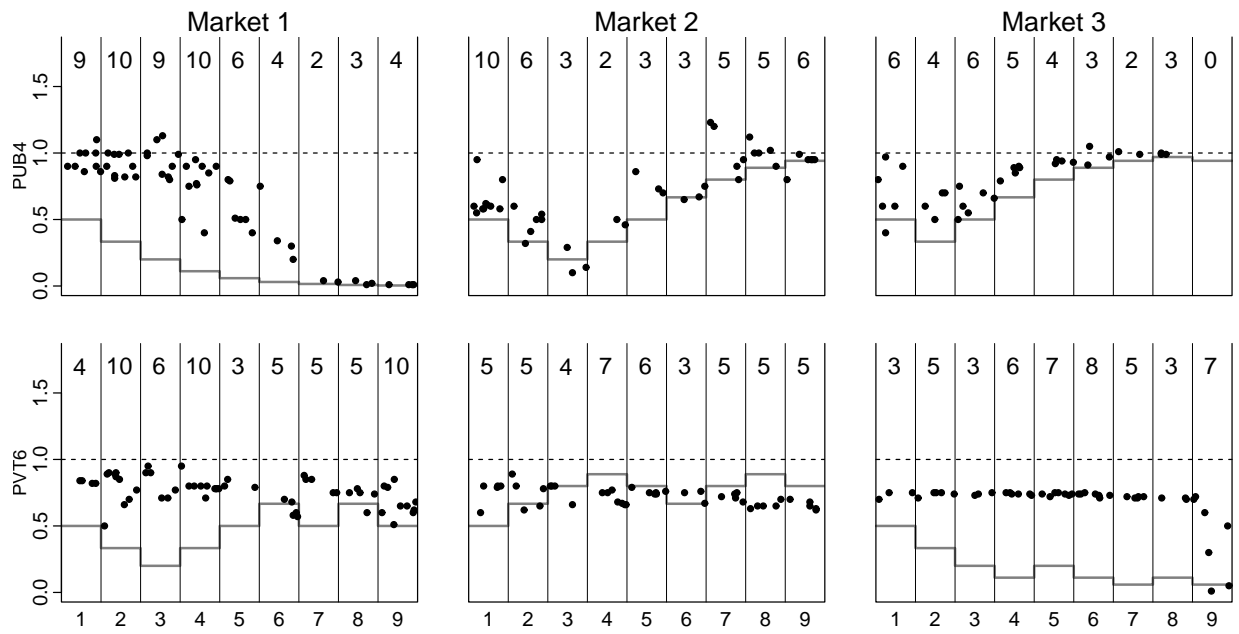 Market 1 Market 2 Market 3
9 10 9 10 6 4 2 3 4 10 6 3 2 3 3 5 5 6 6 4 6 5 4 3 2 3 0
1.5
1.0
0.5
0.0
PUB4
4 10 6 10 3 5 5 5 10 5 5 4 7 6 3 5 5 5 3 5 3 6 7 8 5 3 7
1.5
1.0
0.5
0.0
PVT6
1 2 3 4 5 6 7 8 9 1 2 3 4 5 6 7 8 9 1 2 3 4 5 6 7 8 9